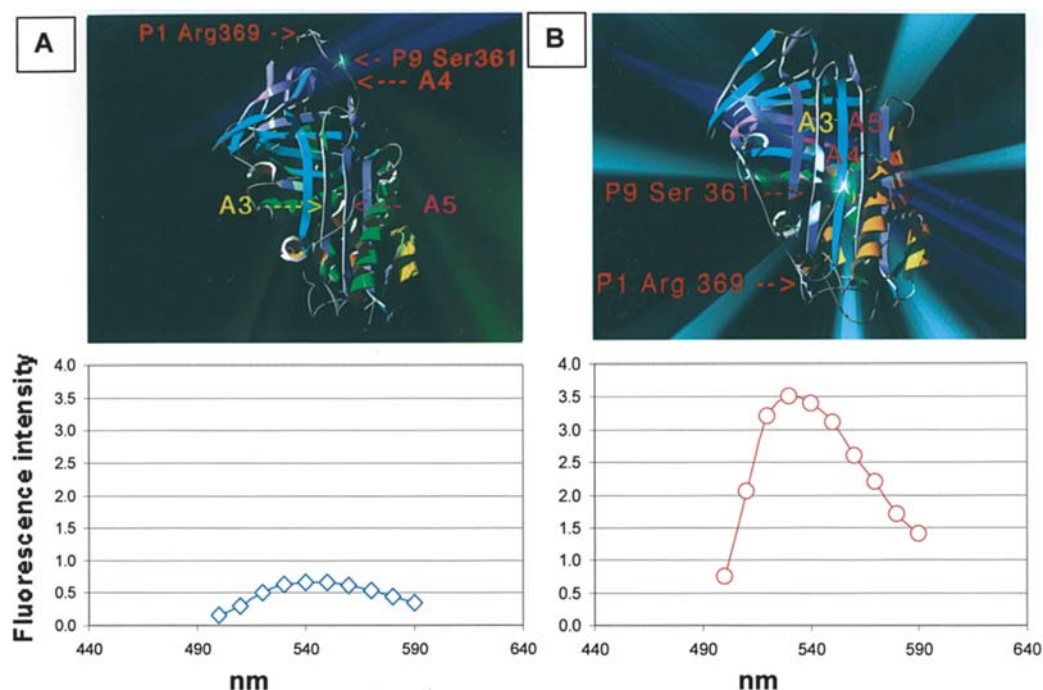 A
P1 Arg369 ->
<- P9 Ser361
<--- A4
A3 ---->
<--- A5
B
A3 A5
A4
P9 Ser 361 -->
P1 Arg 369 -->
Fluorescence intensity
4.0
3.5
3.0
2.5
2.0
1.5
1.0
0.5
0.0
440 490 540 590 640
nm
4.0
3.5
3.0
2.5
2.0
1.5
1.0
0.5
0.0
440 490 540 590 640
nm